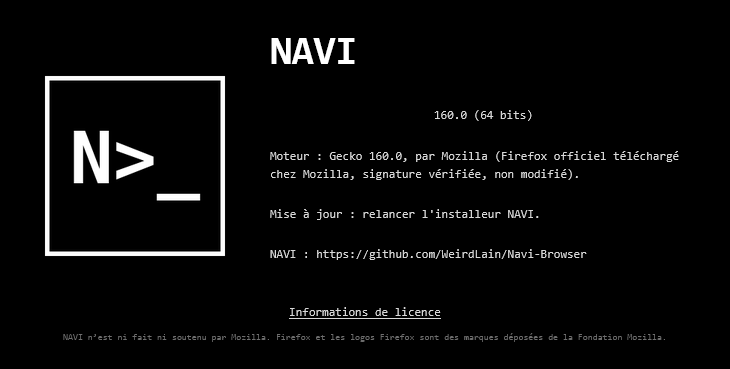 NAVI
N>_
160.0 (64 bits)
Moteur : Gecko 160.0, par Mozilla (Firefox officiel téléchargé
chez Mozilla, signature vérifiée, non modifié).
Mise à jour : relancer l'installeur NAVI.
NAVI : https://github.com/WeirdLain/Navi-Browser
Informations de licence
NAVI n’est ni fait ni soutenu par Mozilla. Firefox et les logos Firefox sont des marques déposées de la Fondation Mozilla.